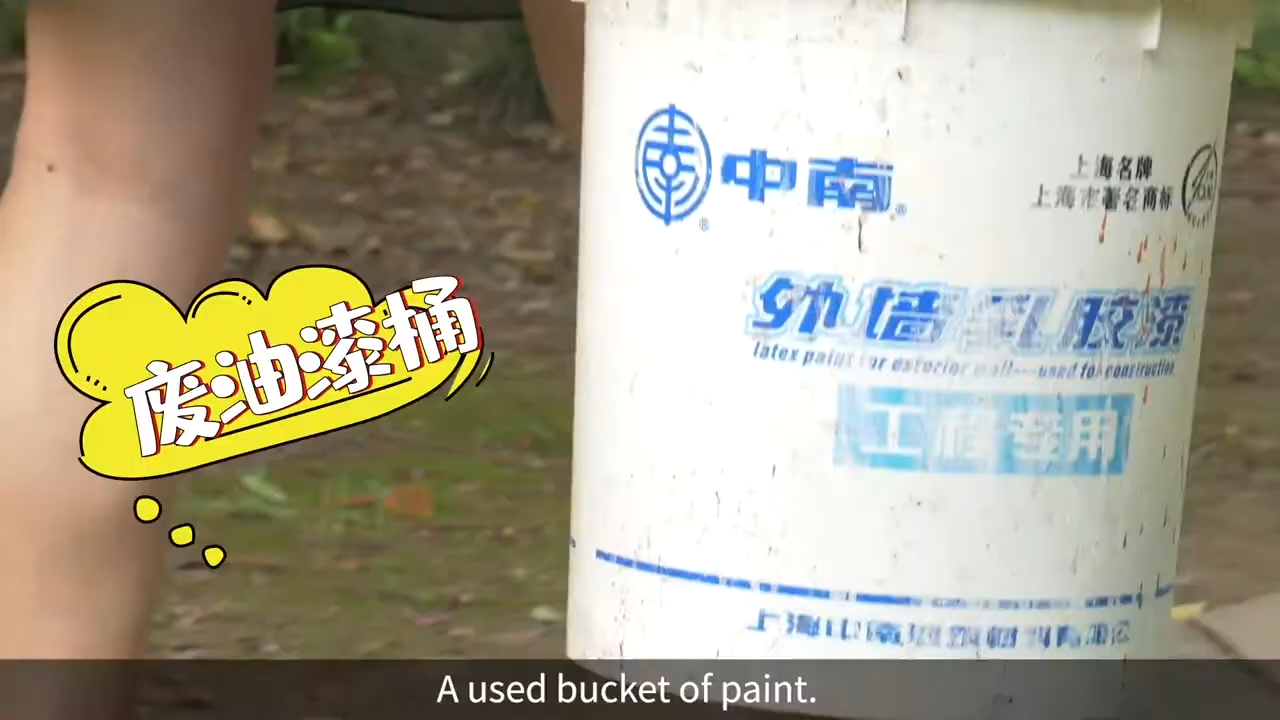 中南®
上海名牌
上海市著名商标
外墙乳胶漆
latex paint for exterior wall---used for construction
工程专用
废油漆桶
A used bucket of paint.